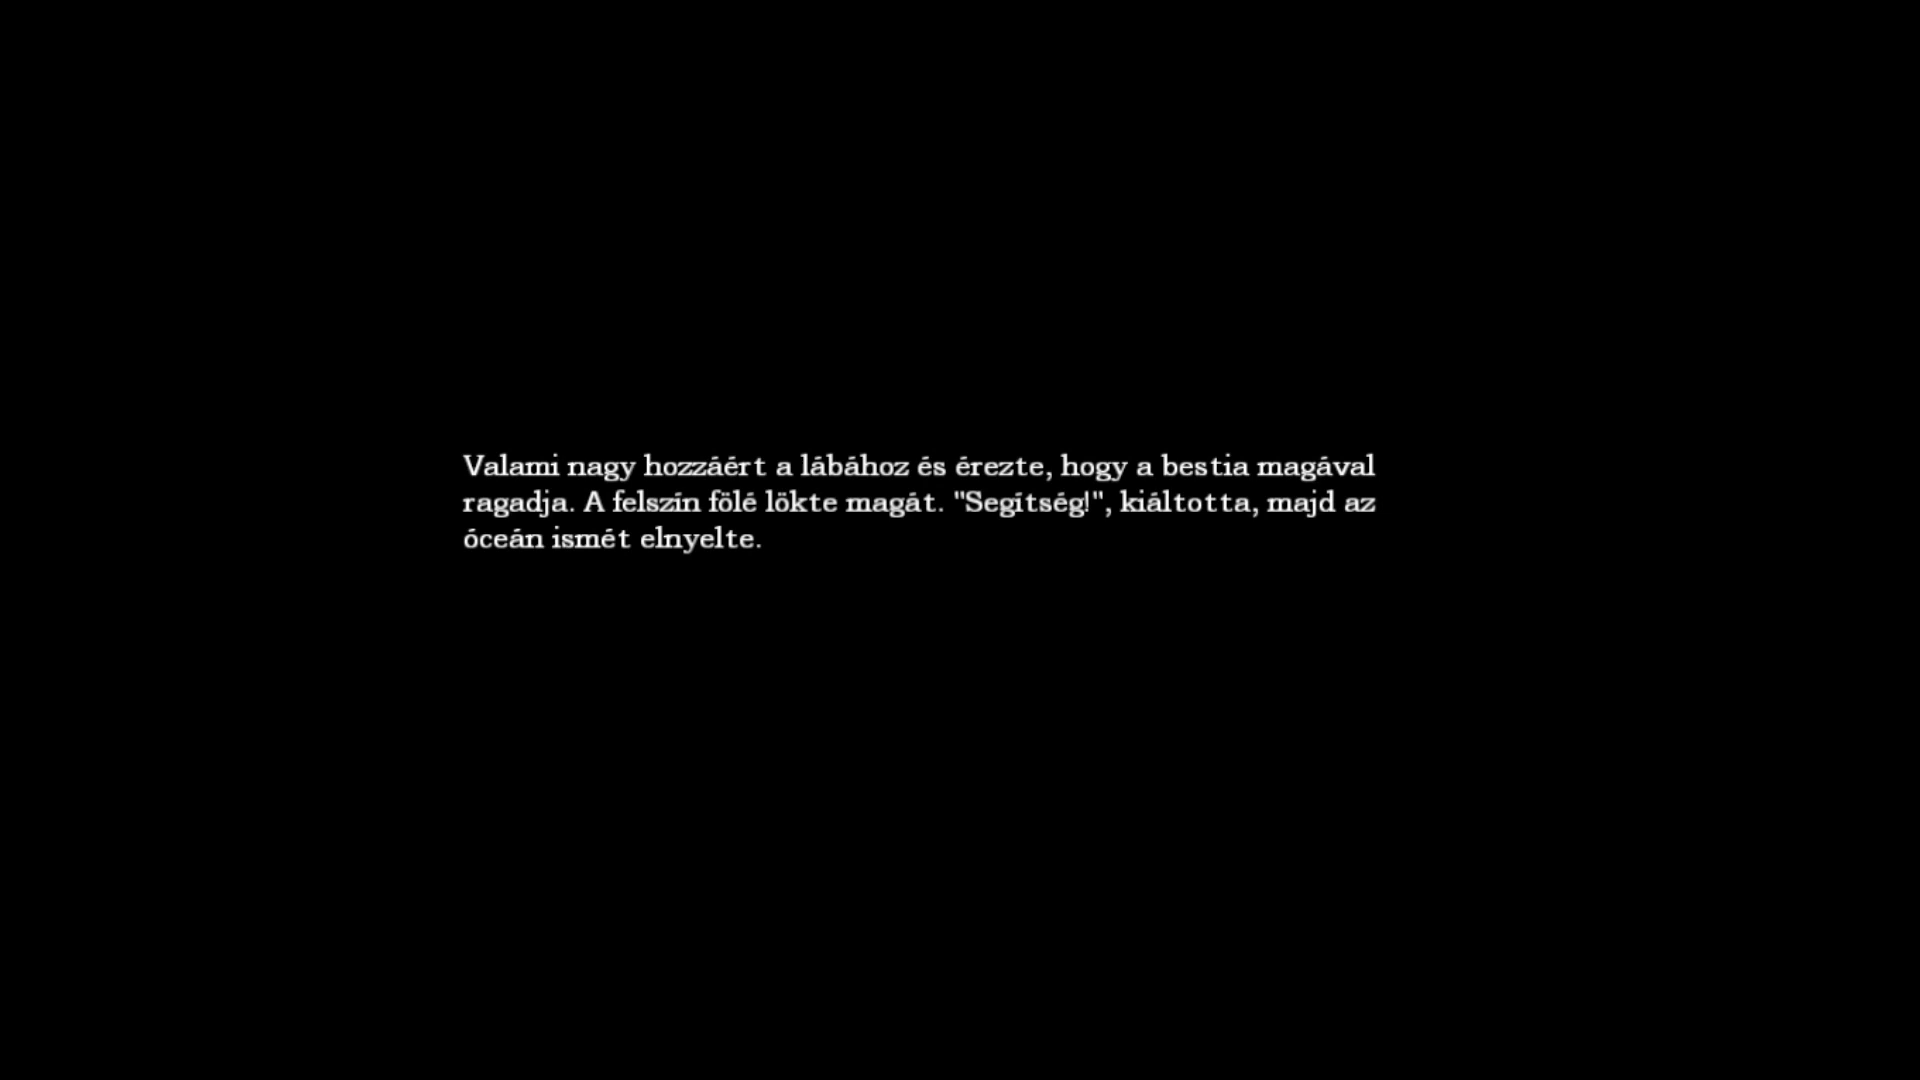 Valami nagy hozzáért a lábához és érezte, hogy a bestia magával
ragadja. A felszín fölé lökte magát. "Segítség!", kiáltotta, majd az
óceán ismét elnyelte.